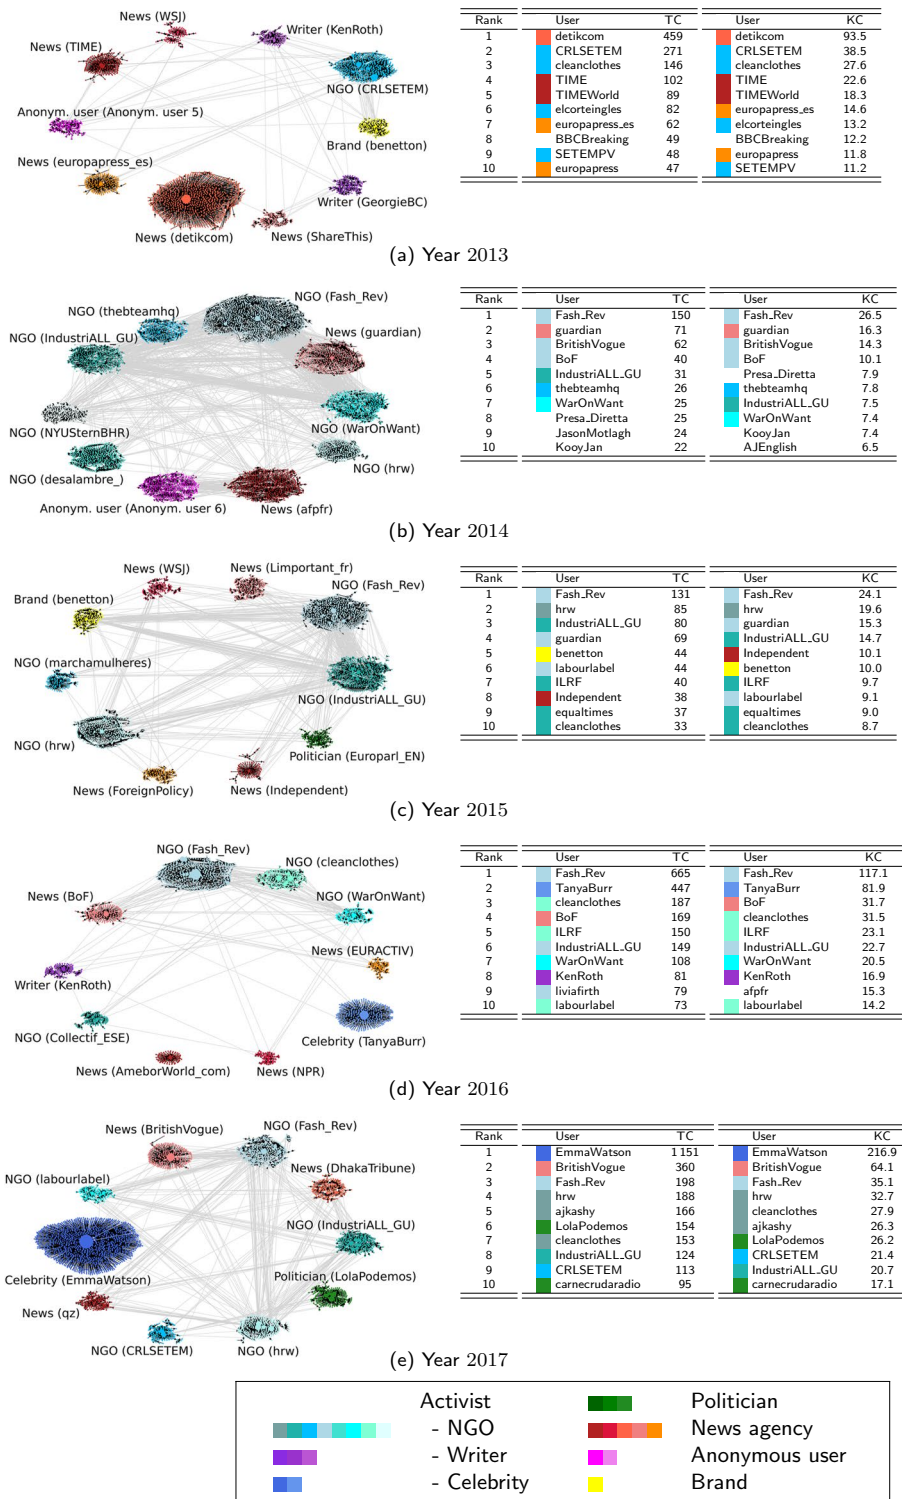 News (WSJ)
Writer (KenRoth)
News (TIME)
NGO (CRLSETEM)
Anonym. user (Anonym. user 5)
Brand (benetton)
News (europapress_es)
Writer (GeorgieBC)
News (detikcom)
News (ShareThis)
Rank User TC User KC
1 detikcom 459 detikcom 93.5
2 CRLSETEM 271 CRLSETEM 38.5
3 cleanclothes 146 cleanclothes 27.6
4 TIME 102 TIME 22.6
5 TIMEWorld 89 TIMEWorld 18.3
6 elcorteingles 82 europapress_es 14.6
7 europapress_es 62 elcorteingles 13.2
8 BBCBreaking 49 BBCBreaking 12.2
9 SETEMPV 48 europapress 11.8
10 europapress 47 SETEMPV 11.2
(a) Year 2013
NGO (Fash_Rev)
NGO (thebteamhq)
News (guardian)
NGO (IndustriALL_GU)
NGO (NYUSternBHR)
NGO (WarOnWant)
NGO (hrw)
NGO (desalambre_)
Anonym. user (Anonym. user 6)
News (afpfr)
Rank User TC User KC
1 Fash_Rev 150 Fash_Rev 26.5
2 guardian 71 guardian 16.3
3 BritishVogue 62 BritishVogue 14.3
4 BoF 40 BoF 10.1
5 IndustriALL_GU 31 Presa_Diretta 7.9
6 thebteamhq 26 thebteamhq 7.8
7 WarOnWant 25 IndustriALL_GU 7.5
8 Presa_Diretta 25 WarOnWant 7.4
9 JasonMotlagh 24 KooyJan 7.4
10 KooyJan 22 AJEnglish 6.5
(b) Year 2014
News (WSJ)
News (Limportant_fr)
NGO (Fash_Rev)
Brand (benetton)
NGO (marchamulheres)
NGO (IndustriALL_GU)
NGO (hrw)
Politician (Europarl_EN)
News (ForeignPolicy)
News (Independent)
Rank User TC User KC
1 Fash_Rev 131 Fash_Rev 24.1
2 hrw 85 hrw 19.6
3 IndustriALL_GU 80 guardian 15.3
4 guardian 69 IndustriALL_GU 14.7
5 benetton 44 Independent 10.1
6 labourlabel 44 benetton 10.0
7 ILRF 40 ILRF 9.7
8 Independent 38 labourlabel 9.1
9 equaltimes 37 equaltimes 9.0
10 cleanclothes 33 cleanclothes 8.7
(c) Year 2015
NGO (Fash_Rev)
NGO (cleanclothes)
News (BoF)
NGO (WarOnWant)
News (EURACTIV)
Writer (KenRoth)
NGO (Collectif_ESE)
Celebrity (TanyaBurr)
News (AmeborWorld_com)
News (NPR)
Rank User TC User KC
1 Fash_Rev 665 Fash_Rev 117.1
2 TanyaBurr 447 TanyaBurr 81.9
3 cleanclothes 187 BoF 31.7
4 BoF 169 cleanclothes 31.5
5 ILRF 150 ILRF 23.1
6 IndustriALL_GU 149 IndustriALL_GU 22.7
7 WarOnWant 108 WarOnWant 20.5
8 KenRoth 81 KenRoth 16.9
9 liviafirth 79 afpfr 15.3
10 labourlabel 73 labourlabel 14.2
(d) Year 2016
News (BritishVogue)
NGO (Fash_Rev)
News (DhakaTribune)
NGO (labourlabel)
NGO (IndustriALL_GU)
Celebrity (EmmaWatson)
Politician (LolaPodemos)
News (qz)
NGO (CRLSETEM)
NGO (hrw)
Rank User TC User KC
1 EmmaWatson 1 151 EmmaWatson 216.9
2 BritishVogue 360 BritishVogue 64.1
3 Fash_Rev 198 Fash_Rev 35.1
4 hrw 188 hrw 32.7
5 ajkashy 166 cleanclothes 27.9
6 LolaPodemos 154 ajkashy 26.3
7 cleanclothes 153 LolaPodemos 26.2
8 IndustriALL_GU 124 CRLSETEM 21.4
9 CRLSETEM 113 IndustriALL_GU 20.7
10 carnecrudaradio 95 carnecrudaradio 17.1
(e) Year 2017
Activist Politician
- NGO News agency
- Writer Anonymous user
- Celebrity Brand